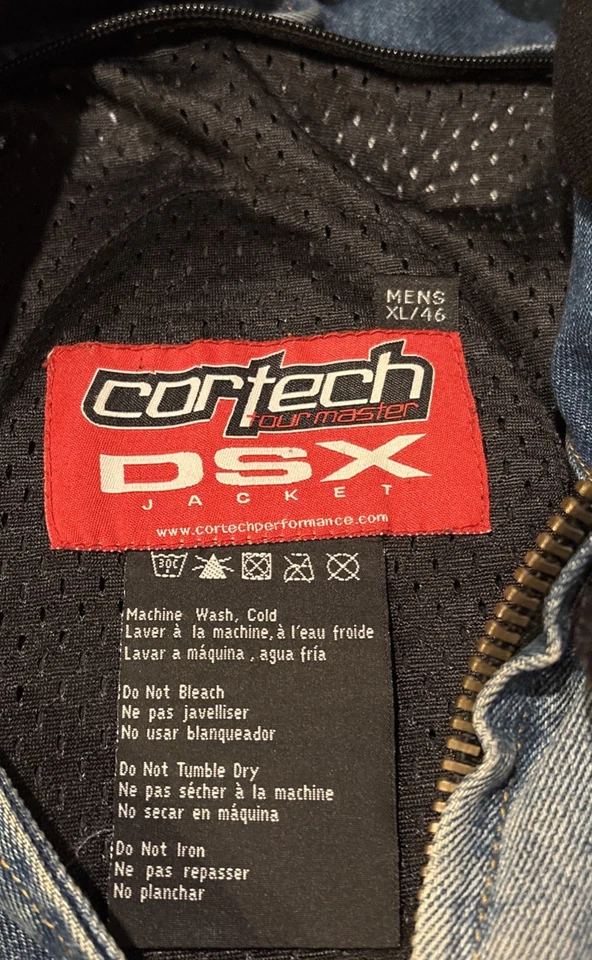 MENS
XL/46
cortech
tourmaster
DSX
JACKET
www.cortechperformance.com
30C
Machine Wash, Cold
Laver à la machine, à l'eau froide
Lavar a máquina , agua fría
Do Not Bleach
Ne pas javelliser
No usar blanqueador
Do Not Tumble Dry
Ne pas sécher à la machine
No secar en máquina
Do Not Iron
Ne pas repasser
No planchar